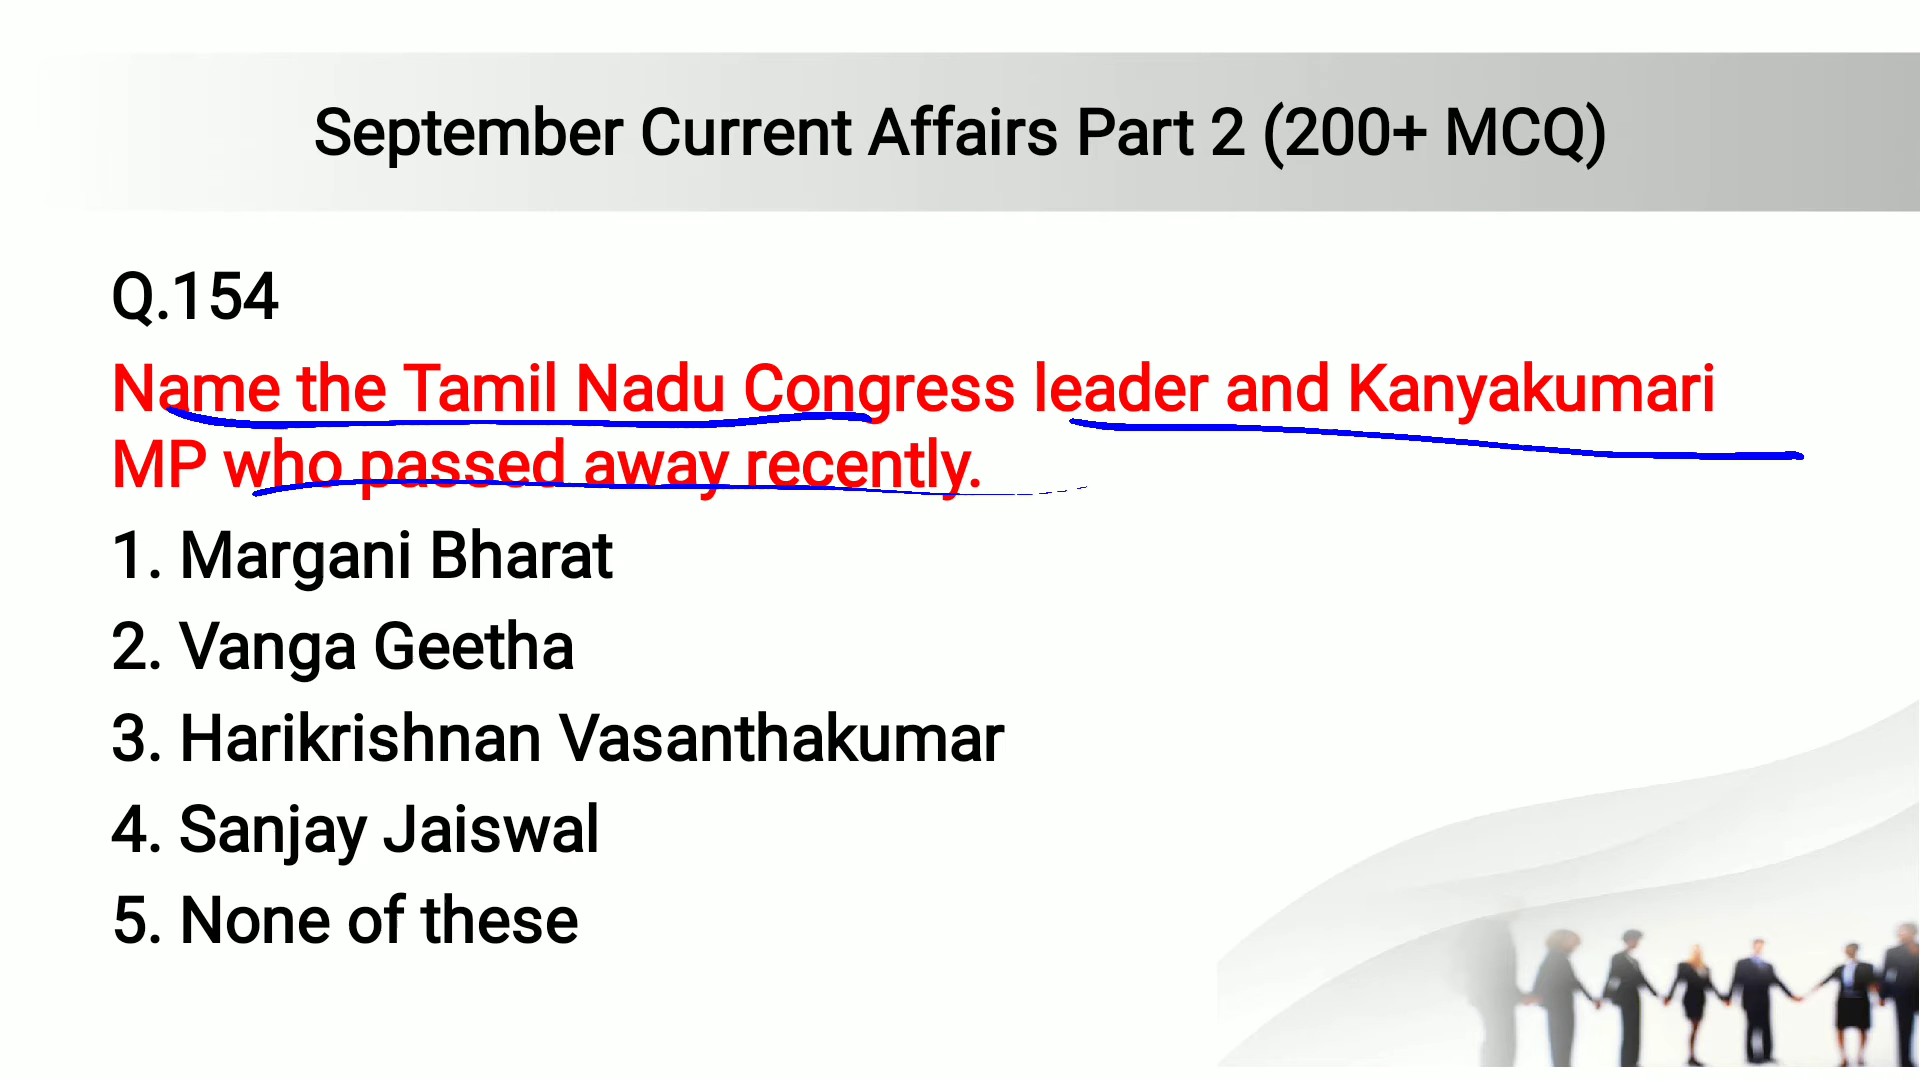 September Current Affairs Part 2 (200+ MCQ)
Q.154
Name the Tamil Nadu Congress leader and Kanyakumari
MP who passed away recently.
1. Margani Bharat
2. Vanga Geetha
3. Harikrishnan Vasanthakumar
4. Sanjay Jaiswal
5. None of these